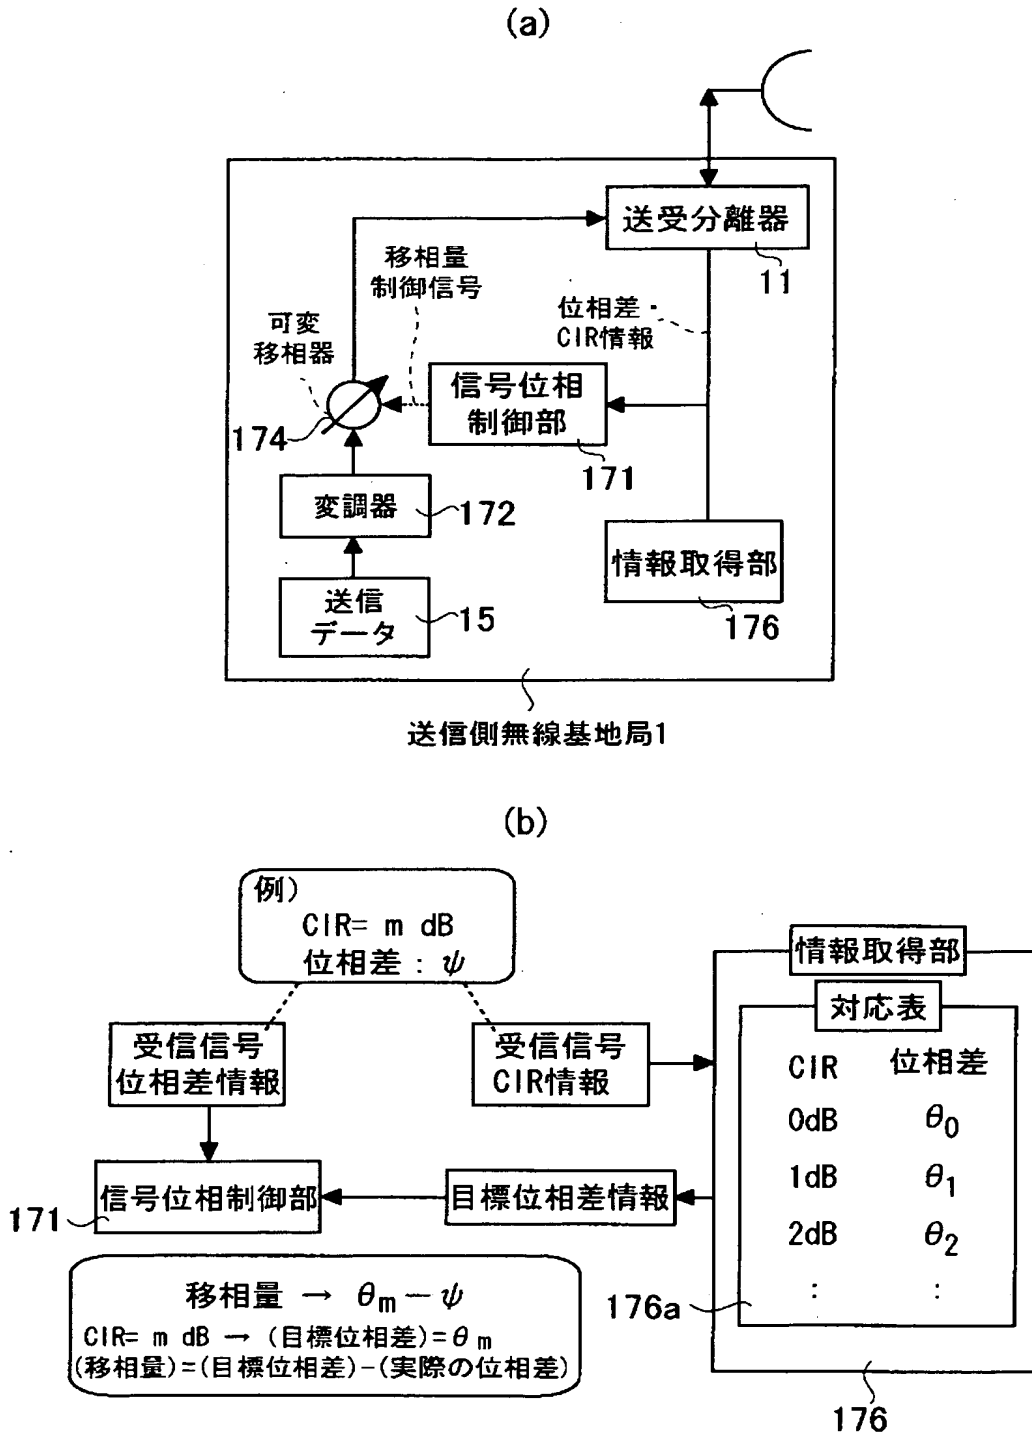 (a)
送受分離器
11
移相量
制御信号
位相差・
CIR情報
可変
移相器
174
信号位相
制御部
171
変調器
172
情報取得部
176
送信
データ
15
送信側無線基地局1
(b)
例)
CIR= m dB
位相差 : ψ
情報取得部
対応表
受信信号
位相差情報
受信信号
CIR情報
CIR 位相差
0dB θ0
1dB θ1
2dB θ2
: :
信号位相制御部
171
目標位相差情報
176a
移相量 → θm − ψ
CIR= m dB → (目標位相差)=θm
(移相量)=(目標位相差)−(実際の位相差)
176